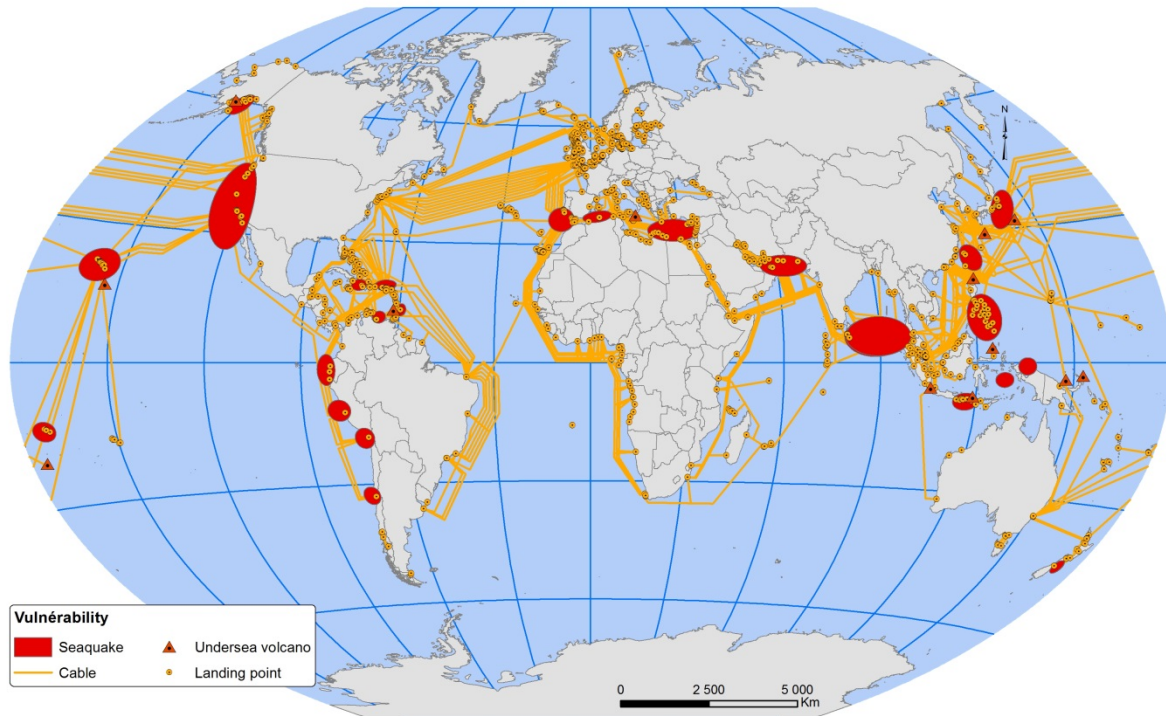 N
S
Vulnérability
Seaquake
Undersea volcano
Cable
Landing point
0 2 500 5 000
Km